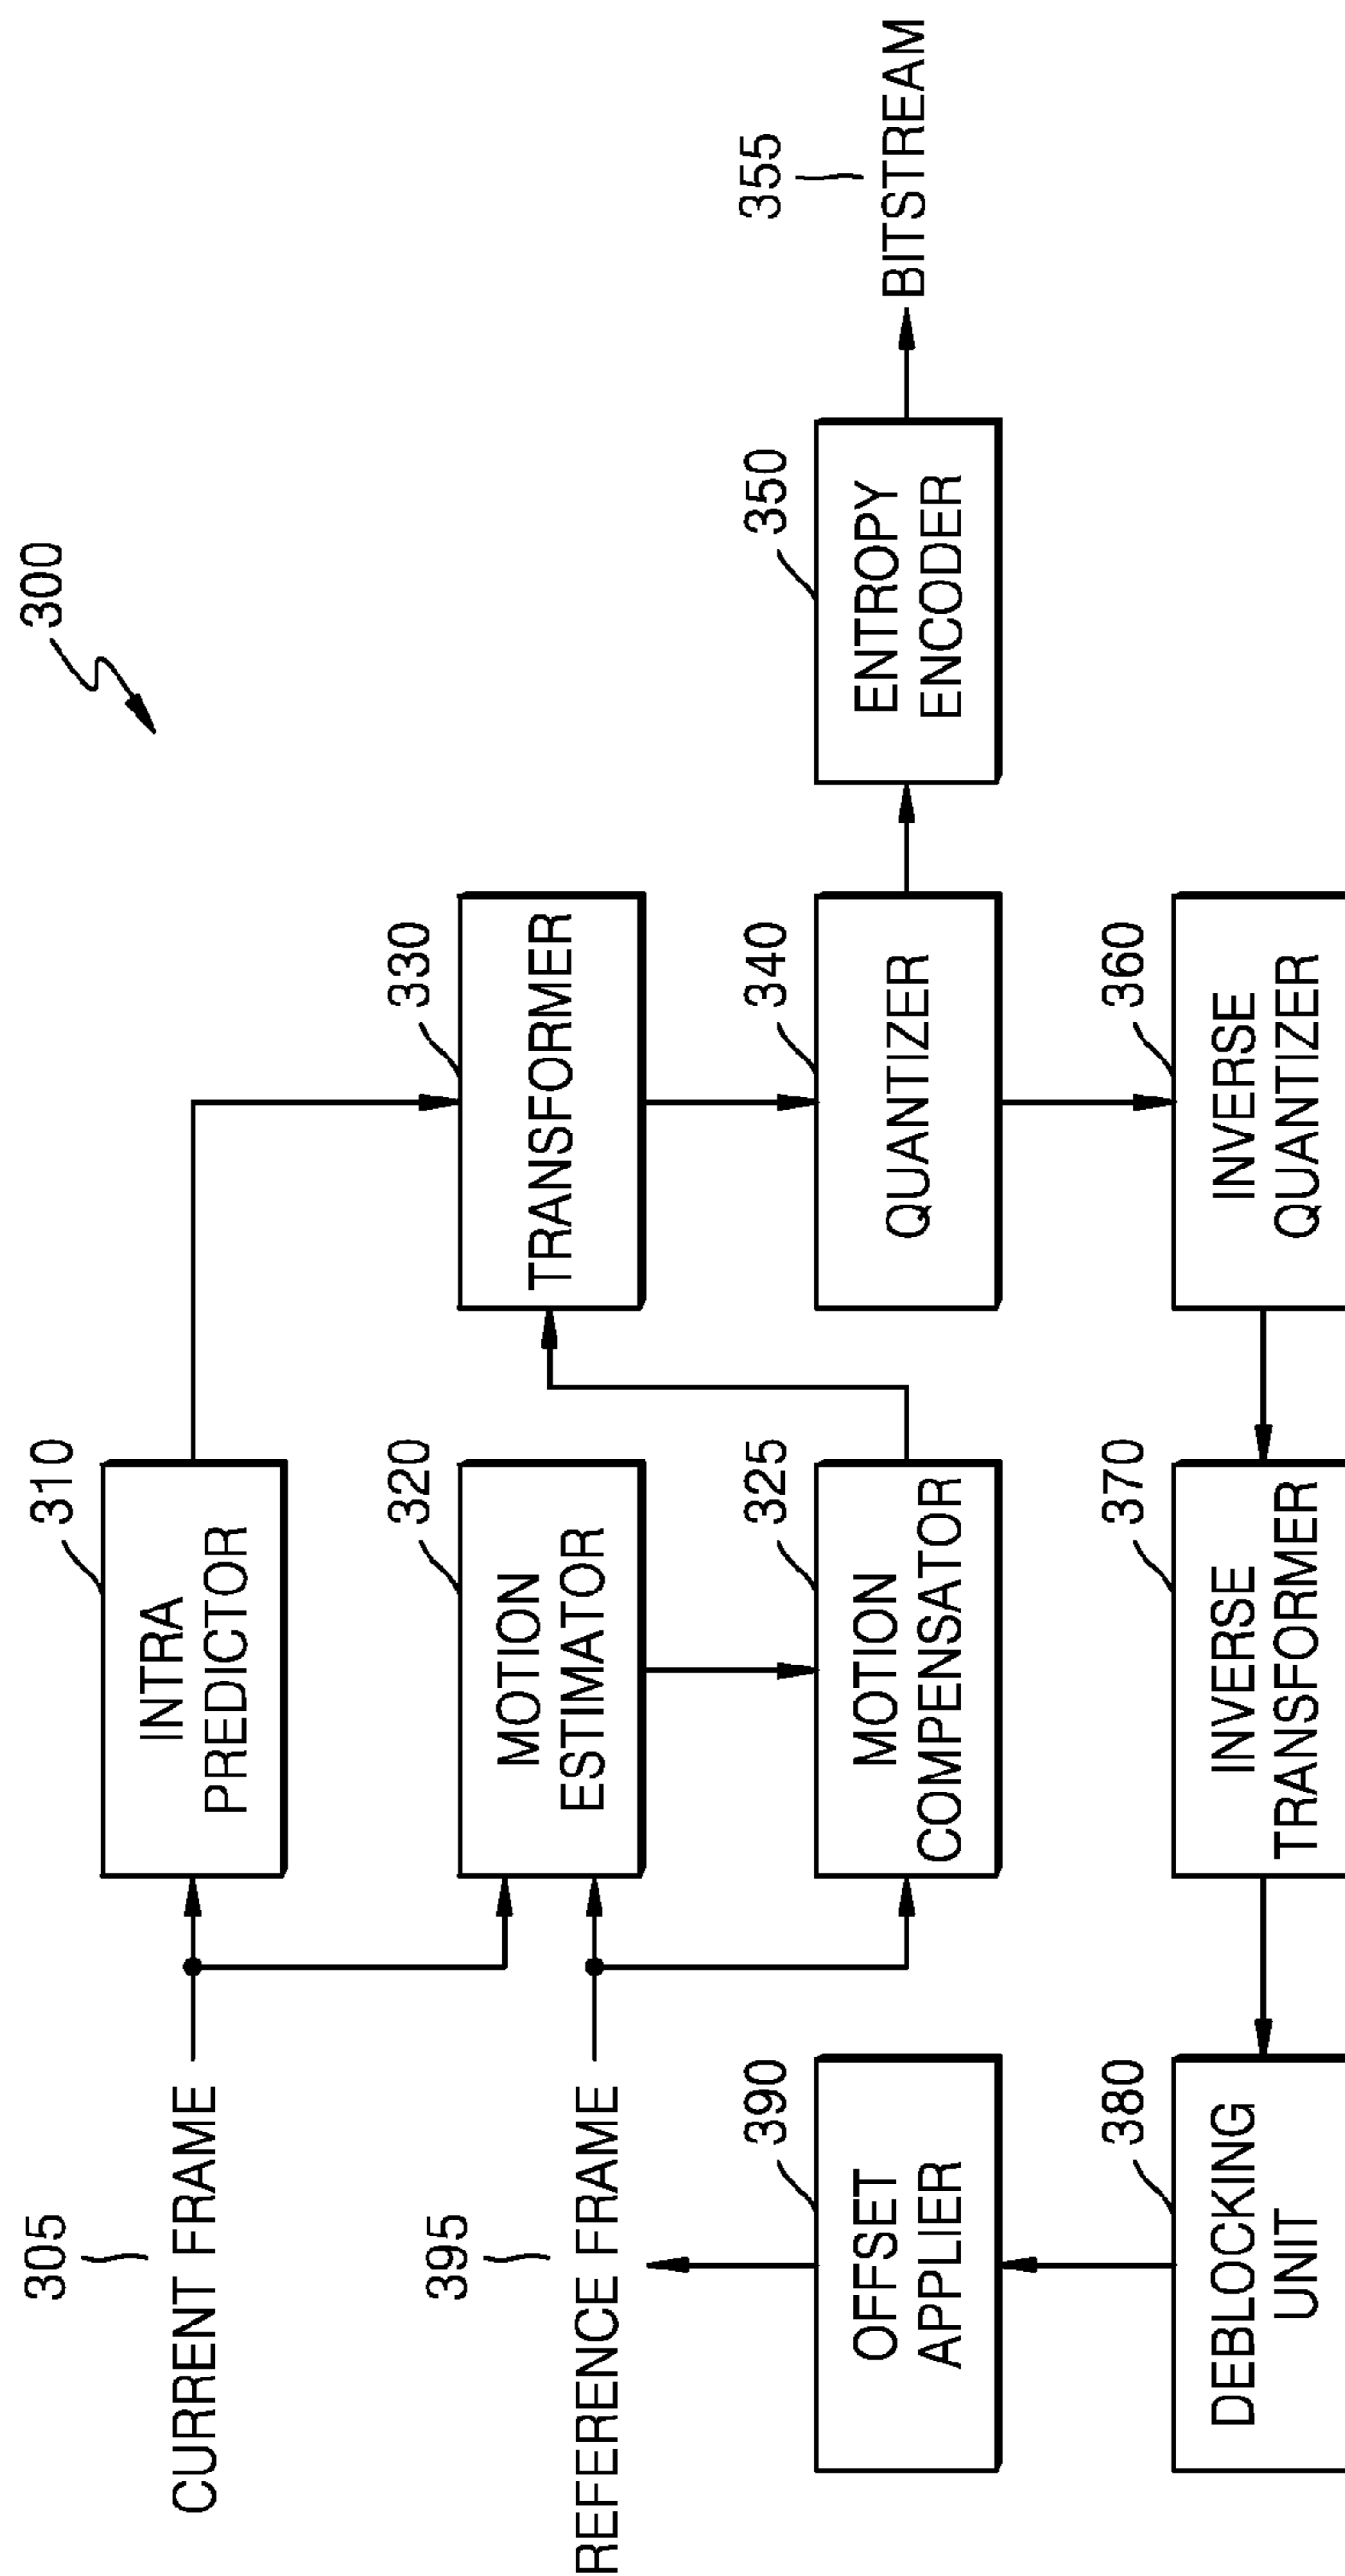 300
305
CURRENT FRAME
310
INTRA
PREDICTOR
395
REFERENCE FRAME
320
MOTION
ESTIMATOR
330
TRANSFORMER
390
OFFSET
APPLIER
325
MOTION
COMPENSATOR
340
QUANTIZER
350
ENTROPY
ENCODER
355
BITSTREAM
380
DEBLOCKING
UNIT
370
INVERSE
TRANSFORMER
360
INVERSE
QUANTIZER